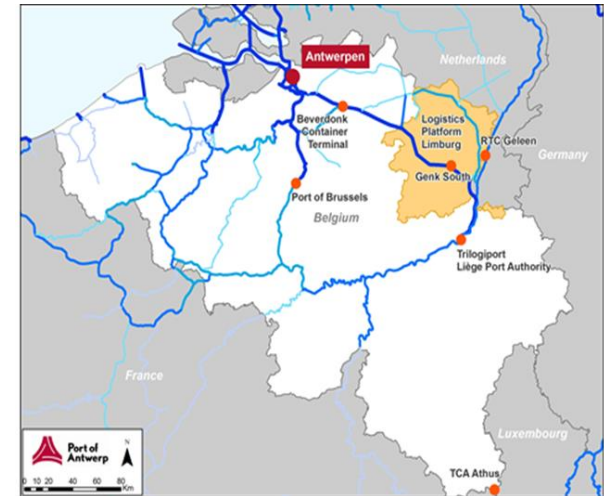 Antwerpen
Netherlands
Beverdonk
Container
Terminal
Logistics
Platform
Limburg
RTC Geleen
Germany
Genk South
Port of Brussels
Belgium
Trilogiport
Liège Port Authority
France
Luxembourg
Port of
Antwerp
N
0 10 20 40 60 80
Km
TCA Athus